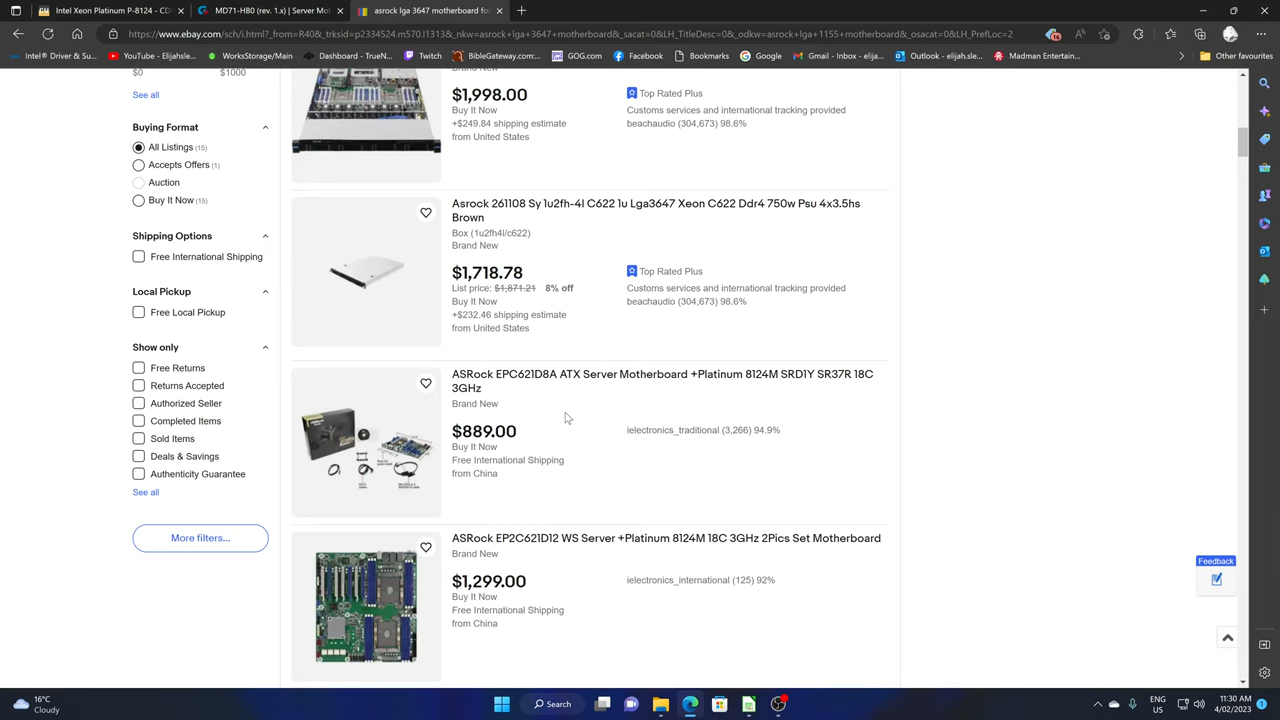 Intel Xeon Platinum P-8124 - CD
MD71-HB0 (rev. 1.x) | Server Mot
asrock lga 3647 motherboard fo
https://www.ebay.com/sch/i.html?_from=R40&_trksid=p2334524.m570.l1313&_nkw=asrock+lga+3647+motherboard&_sacat=0&LH_TitleDesc=0&_odkw=asrock+lga+1155+motherboard&_osacat=0&LH_PrefLoc=2
Intel® Driver & Su...
YouTube - Elijahsle...
WorksStorage/Main
Dashboard - TrueN...
Twitch
BibleGateway.com:...
GOG.com
Facebook
Bookmarks
Google
Gmail - Inbox - elija...
Outlook - elijah.sle...
Madman Entertain...
Other favourites
$0
$1000
See all
Buying Format
All Listings (15)
Accepts Offers (1)
Auction
Buy It Now (15)
Shipping Options
Free International Shipping
Local Pickup
Free Local Pickup
Show only
Free Returns
Returns Accepted
Authorized Seller
Completed Items
Sold Items
Deals & Savings
Authenticity Guarantee
See all
More filters...
Brand New
$1,998.00
Buy It Now
+$249.84 shipping estimate
from United States
Top Rated Plus
Customs services and international tracking provided
beachaudio (304,673) 98.6%
Asrock 261108 Sy 1u2fh-4l C622 1u Lga3647 Xeon C622 Ddr4 750w Psu 4x3.5hs
Brown
Box (1u2fh4l/c622)
Brand New
$1,718.78
List price: $1,871.21 8% off
Buy It Now
+$232.46 shipping estimate
from United States
Top Rated Plus
Customs services and international tracking provided
beachaudio (304,673) 98.6%
ASRock EPC621D8A ATX Server Motherboard +Platinum 8124M SRD1Y SR37R 18C
3GHz
Brand New
$889.00
Buy It Now
Free International Shipping
from China
ielectronics_traditional (3,266) 94.9%
ASRock EP2C621D12 WS Server +Platinum 8124M 18C 3GHz 2Pics Set Motherboard
Brand New
$1,299.00
Buy It Now
Free International Shipping
from China
ielectronics_international (125) 92%
Feedback
16°C
Cloudy
Search
ENG
US
11:30 AM
4/02/2023